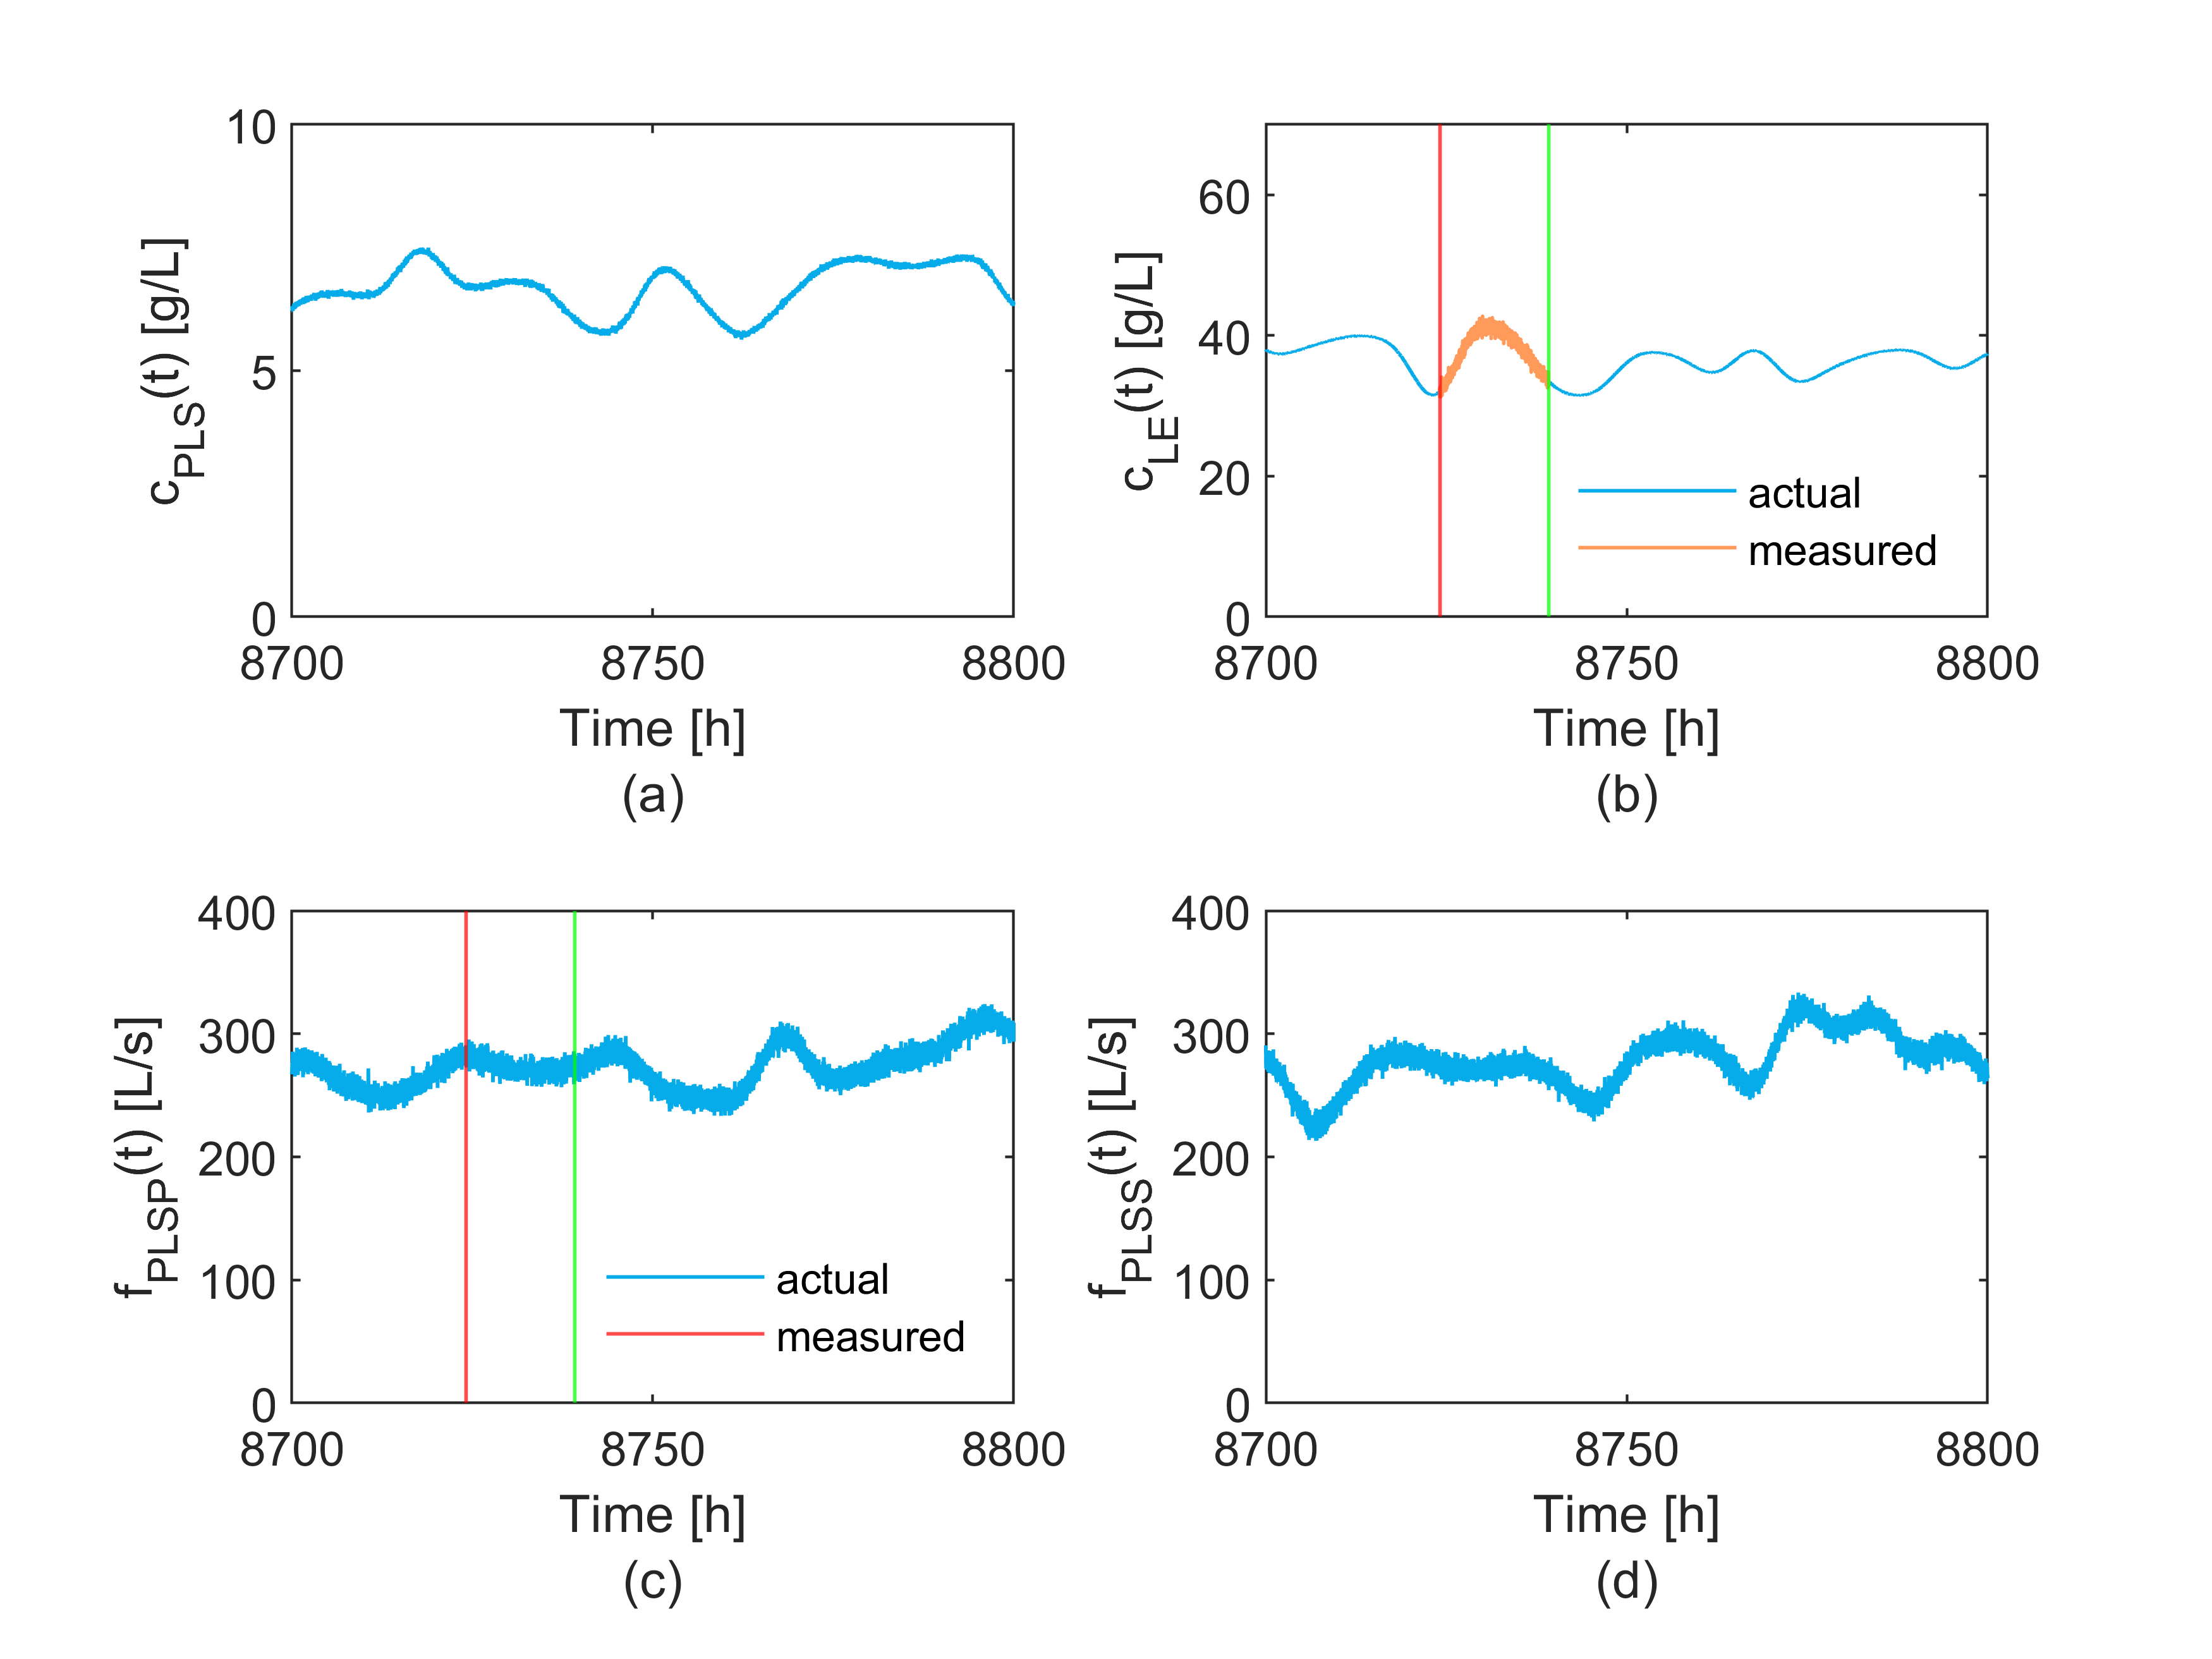 10
5
0
c_PLS(t) [g/L]
8700 8750 8800
Time [h]
(a)
60
40
20
0
c_LE(t) [g/L]
actual
measured
8700 8750 8800
Time [h]
(b)
400
300
200
100
0
f_PLSP(t) [L/s]
actual
measured
8700 8750 8800
Time [h]
(c)
400
300
200
100
0
f_PLSS(t) [L/s]
8700 8750 8800
Time [h]
(d)